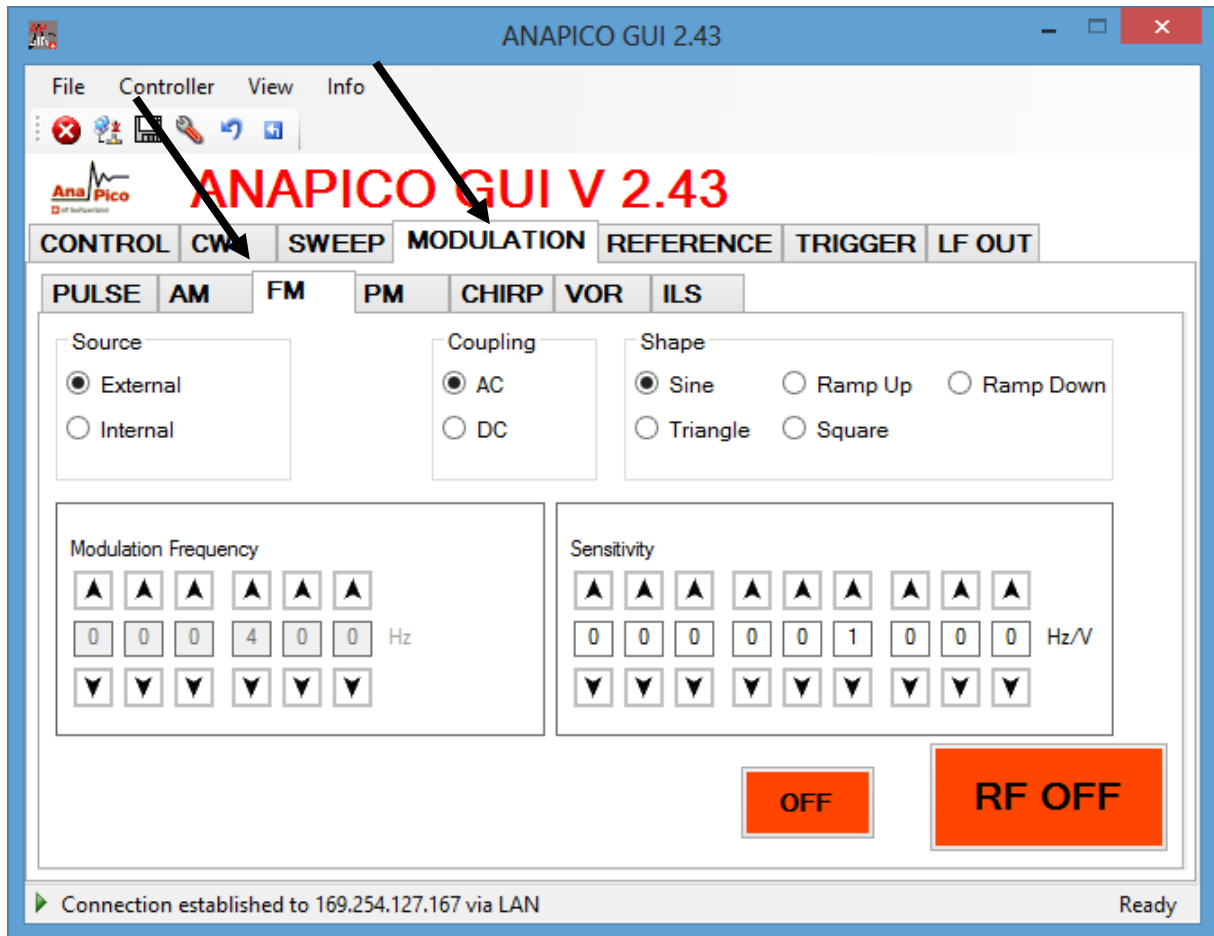 ANAPICO GUI 2.43
File Controller View Info
Ana Pico
ANAPICO GUI V 2.43
CONTROL CW SWEEP MODULATION REFERENCE TRIGGER LF OUT
PULSE AM FM PM CHIRP VOR ILS
Source Coupling Shape
External AC Sine Ramp Up Ramp Down
Internal DC Triangle Square
Modulation Frequency Sensitivity
0 0 0 4 0 0 Hz 0 0 0 0 0 1 0 0 0 Hz/V
OFF RF OFF
Connection established to 169.254.127.167 via LAN Ready